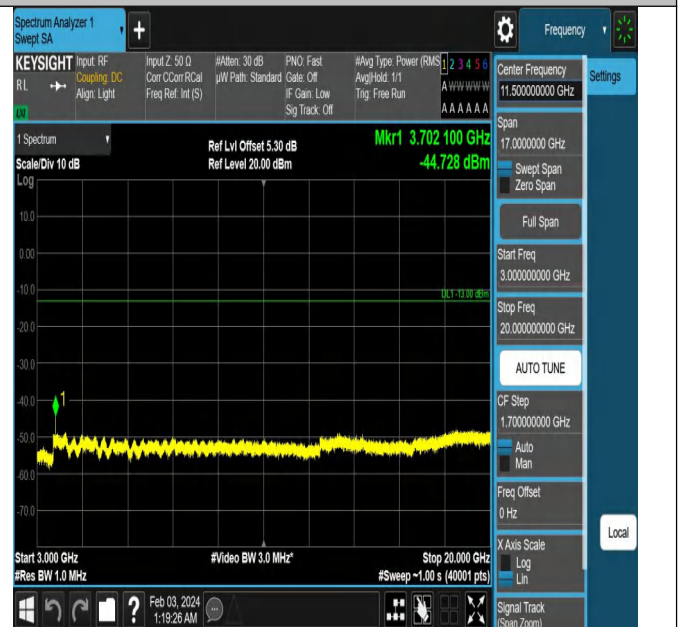 Spectrum Analyzer 1
Swept SA
+
Frequency
KEYSIGHT
RL
LXI
Input: RF
Coupling: DC
Align: Light
Input Z: 50 Ω
Corr CCorr RCal
Freq Ref: Int (S)
#Atten: 30 dB
µW Path: Standard
PNO: Fast
Gate: Off
IF Gain: Low
Sig Track: Off
#Avg Type: Power (RMS
Avg|Hold: 1/1
Trig: Free Run
1 2 3 4 5 6
A W W W W W
A A A A A A
1 Spectrum
Scale/Div 10 dB
Log
Ref Lvl Offset 5.30 dB
Ref Level 20.00 dBm
Mkr1 3.702 100 GHz
-44.728 dBm
10.0
0.00
-10.0
-20.0
-30.0
-40.0
-50.0
-60.0
-70.0
DL1 -13.00 dBm
1
Start 3.000 GHz
#Res BW 1.0 MHz
#Video BW 3.0 MHz*
Stop 20.000 GHz
#Sweep ~1.00 s (40001 pts)
Center Frequency
11.500000000 GHz
Settings
Span
17.0000000 GHz
Swept Span
Zero Span
Full Span
Start Freq
3.000000000 GHz
Stop Freq
20.000000000 GHz
AUTO TUNE
CF Step
1.700000000 GHz
Auto
Man
Freq Offset
0 Hz
X Axis Scale
Log
Lin
Local
Signal Track
(Span Zoom)
?
Feb 03, 2024
1:19:26 AM